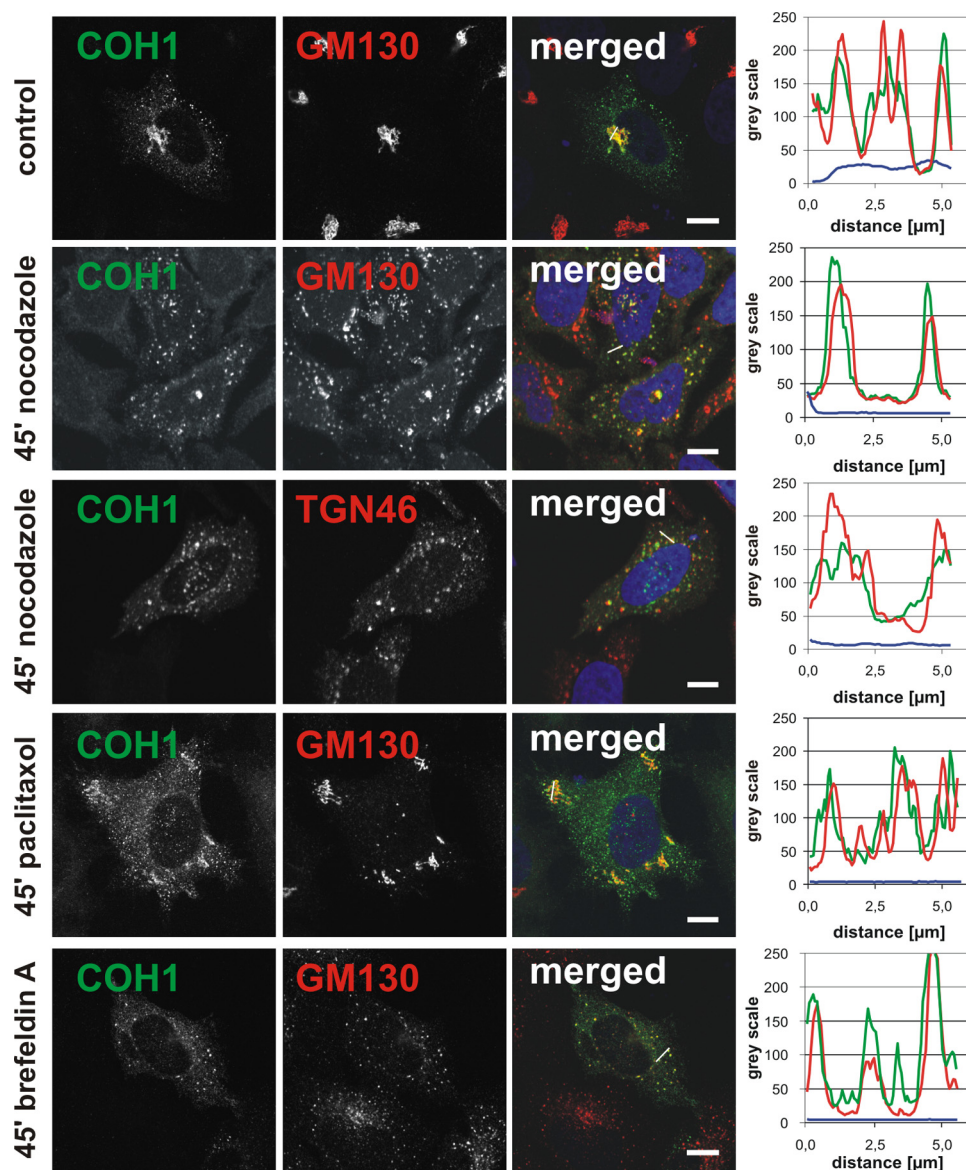 control
COH1
GM130
merged
grey scale
250
200
150
100
50
0
0,0
2,5
5,0
distance [µm]
45' nocodazole
COH1
GM130
merged
grey scale
250
200
150
100
50
0
0,0
2,5
5,0
distance [µm]
45' nocodazole
COH1
TGN46
merged
grey scale
250
200
150
100
50
0
0,0
2,5
5,0
distance [µm]
45' paclitaxol
COH1
GM130
merged
grey scale
250
200
150
100
50
0
0,0
2,5
5,0
distance [µm]
45' brefeldin A
COH1
GM130
merged
grey scale
250
200
150
100
50
0
0,0
2,5
5,0
distance [µm]